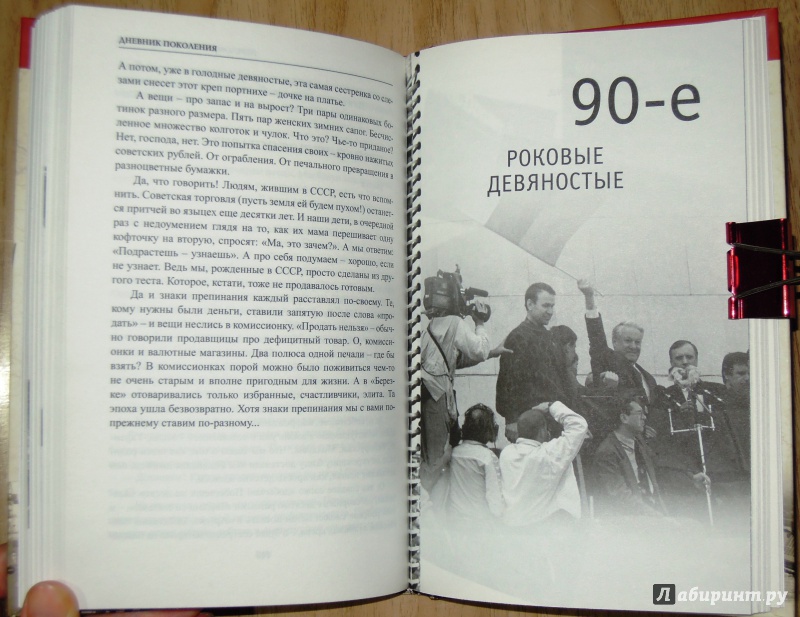 ДНЕВНИК ПОКОЛЕНИЯ
А потом, уже в голодные девяностые, эта самая сестренка со сле-
зами снесет этот креп портнихе – дочке на платье.
А вещи – про запас и на вырост? Три пары одинаковых бо-
тинок разного размера. Пять пар женских зимних сапог. Бесчис-
ленное множество колготок и чулок. Что это? Чье-то приданое?
Нет, господа, нет. Это попытка спасения своих – кровно нажитых
советских рублей. От ограбления. От печального превращения в
разноцветные бумажки.
Да, что говорить! Людям, жившим в СССР, есть что вспом-
нить. Советская торговля (пусть земля ей будем пухом!) останет-
ся притчей во языцех еще десятки лет. И наши дети, в очередной
раз с недоумением глядя на то, как их мама перешивает одну
кофточку на вторую, спросят: «Ма, это зачем?». А мы ответим:
«Подрастешь – узнаешь». А про себя подумаем – хорошо, если
не узнает. Ведь мы, рожденные в СССР, просто сделаны из дру-
гого теста. Которое, кстати, тоже не продавалось готовым.
Да и знаки препинания каждый расставлял по-своему. Те,
кому нужны были деньги, ставили запятую после слова «про-
дать» – и вещи неслись в комиссионку. «Продать нельзя» – обыч-
но говорили продавщицы про дефицитный товар. О, комисси-
онки и валютные магазины. Два полюса одной печали – где бы
взять? В комиссионках порой можно было поживиться чем-то
не очень старым и вполне пригодным для жизни. А в «Берез-
ке» отоваривались только избранные, счастливчики, элита. Та
эпоха ушла безвозвратно. Хотя знаки препинания мы с вами по-
прежнему ставим по-разному...
90-е
РОКОВЫЕ
ДЕВЯНОСТЫЕ
Лабиринт.ру